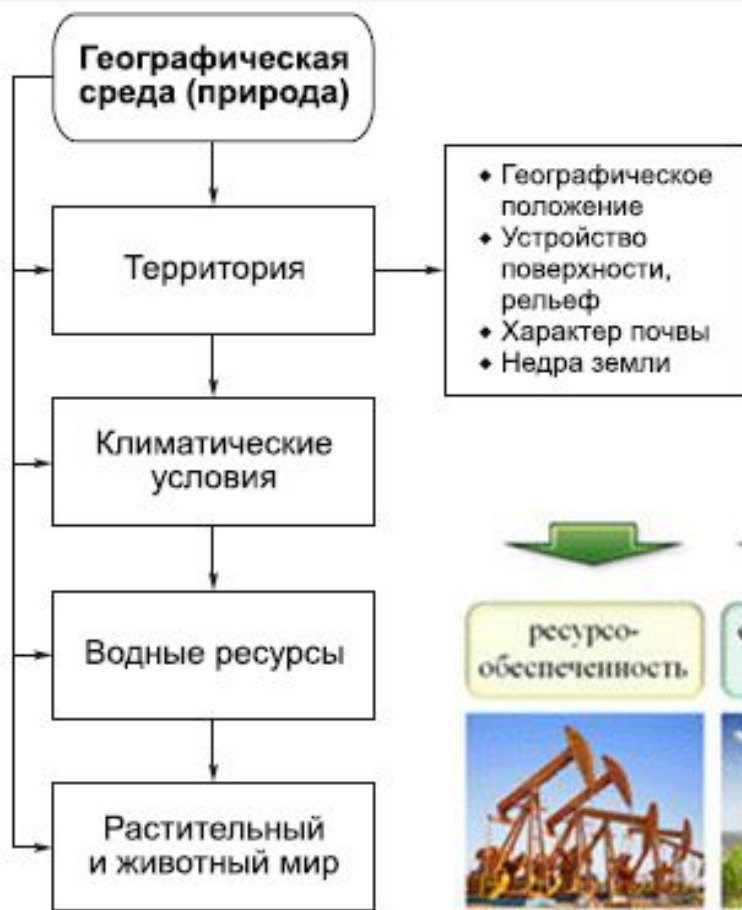 Географическая
среда (природа)
Территория
◆ Географическое
положение
◆ Устройство
поверхности,
рельеф
◆ Характер почвы
◆ Недра земли
Климатические
условия
Водные ресурсы
Растительный
и животный мир
ресурсо-
обеспеченность